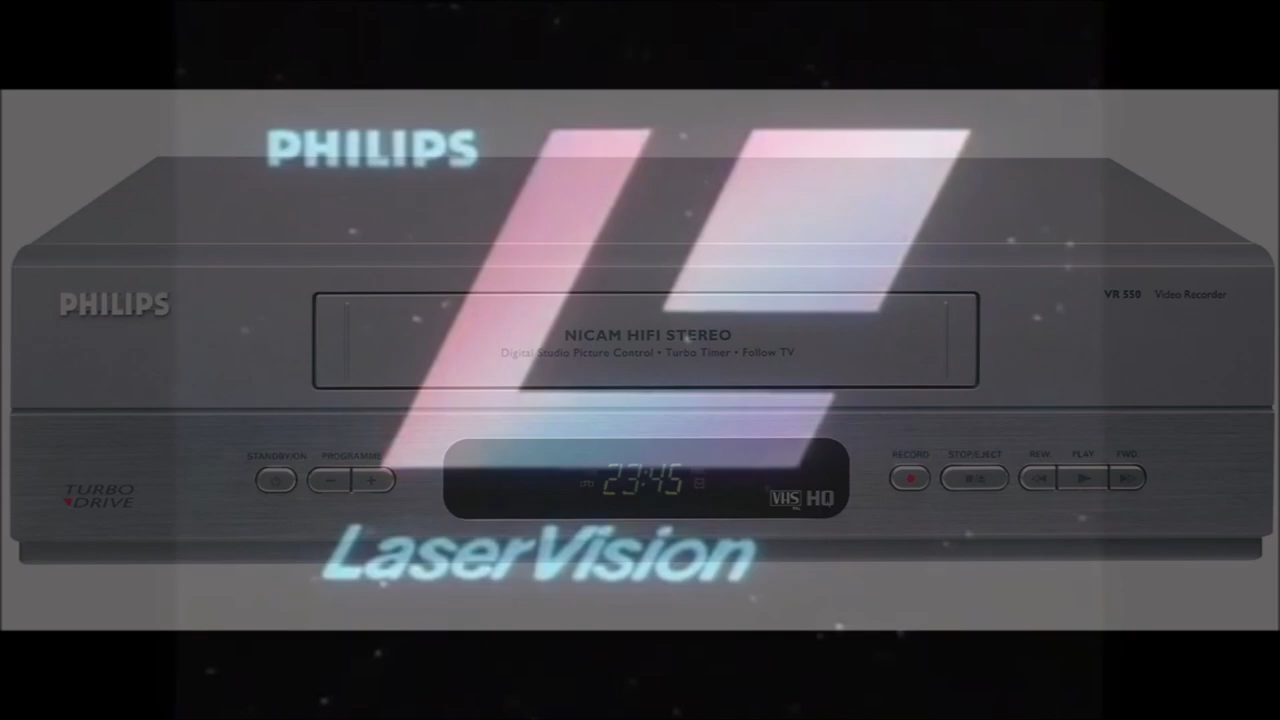 PHILIPS
PHILIPS
VR 550 Video Recorder
NICAM HIFI STEREO
Digital Studio Picture Control • Turbo Timer • Follow TV
STANDBY/ON PROGRAMME
RECORD STOP/EJECT REW. PLAY FWD.
TURBO
DRIVE
23:45
VHS HQ
LaserVision